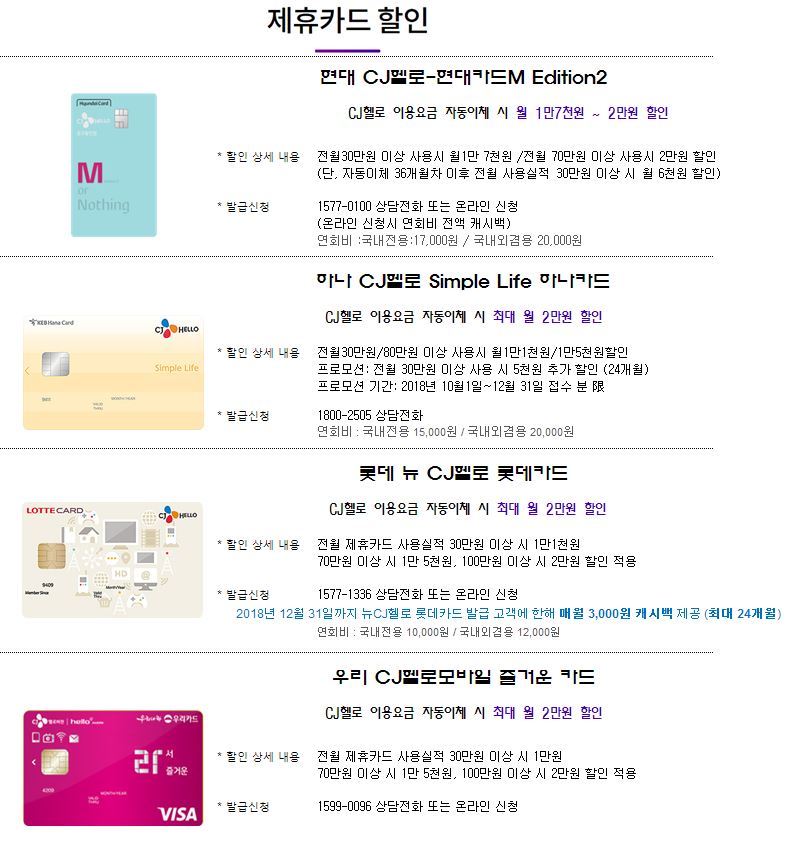 제휴카드 할인
현대 CJ헬로-현대카드M Edition2
CJ헬로 이용요금 자동이체 시 월 1만7천원 ~ 2만원 할인
HyundaiCard
CJ HELLO
M
or
Nothing
* 할인 상세 내용 전월30만원 이상 사용시 월1만 7천원 /전월 70만원 이상 사용시 2만원 할인
(단, 자동이체 36개월차 이후 전월 사용실적 30만원 이상 시 월 6천원 할인)
* 발급신청 1577-0100 상담전화 또는 온라인 신청
(온라인 신청시 연회비 전액 캐시백)
연회비 :국내전용:17,000원 / 국내외겸용 20,000원
하나 CJ헬로 Simple Life 하나카드
CJ헬로 이용요금 자동이체 시 최대 월 2만원 할인
KEB Hana Card
CJ HELLO
Simple Life
MONTH/YEAR
VALID
THRU
* 할인 상세 내용 전월30만원/80만원 이상 사용시 월1만1천원/1만5천원할인
프로모션: 전월 30만원 이상 사용 시 5천원 추가 할인 (24개월)
프로모션 기간: 2018년 10월1일~12월 31일 접수 분 限
* 발급신청 1800-2505 상담전화
연회비 : 국내전용 15,000원 / 국내외겸용 20,000원
롯데 뉴 CJ헬로 롯데카드
CJ헬로 이용요금 자동이체 시 최대 월 2만원 할인
LOTTECARD
CJ HELLO
HD
@
9409
Member Since
Month/Year
Valid
Thru
* 할인 상세 내용 전월 제휴카드 사용실적 30만원 이상 시 1만1천원
70만원 이상 시 1만 5천원, 100만원 이상 시 2만원 할인 적용
* 발급신청 1577-1336 상담전화 또는 온라인 신청
2018년 12월 31일까지 뉴CJ헬로 롯데카드 발급 고객에 한해 매월 3,000원 캐시백 제공 (최대 24개월)
연회비 : 국내전용 10,000원 / 국내외겸용 12,000원
우리 CJ헬로모바일 즐거운 카드
CJ헬로 이용요금 자동이체 시 최대 월 2만원 할인
CJ 헬로비전 hello mobile 우리카드
라서
즐거운
4209
MONTH/YEAR
VALID
THRU
VISA
* 할인 상세 내용 전월 제휴카드 사용실적 30만원 이상 시 1만원
70만원 이상 시 1만 5천원, 100만원 이상 시 2만원 할인 적용
* 발급신청 1599-0096 상담전화 또는 온라인 신청